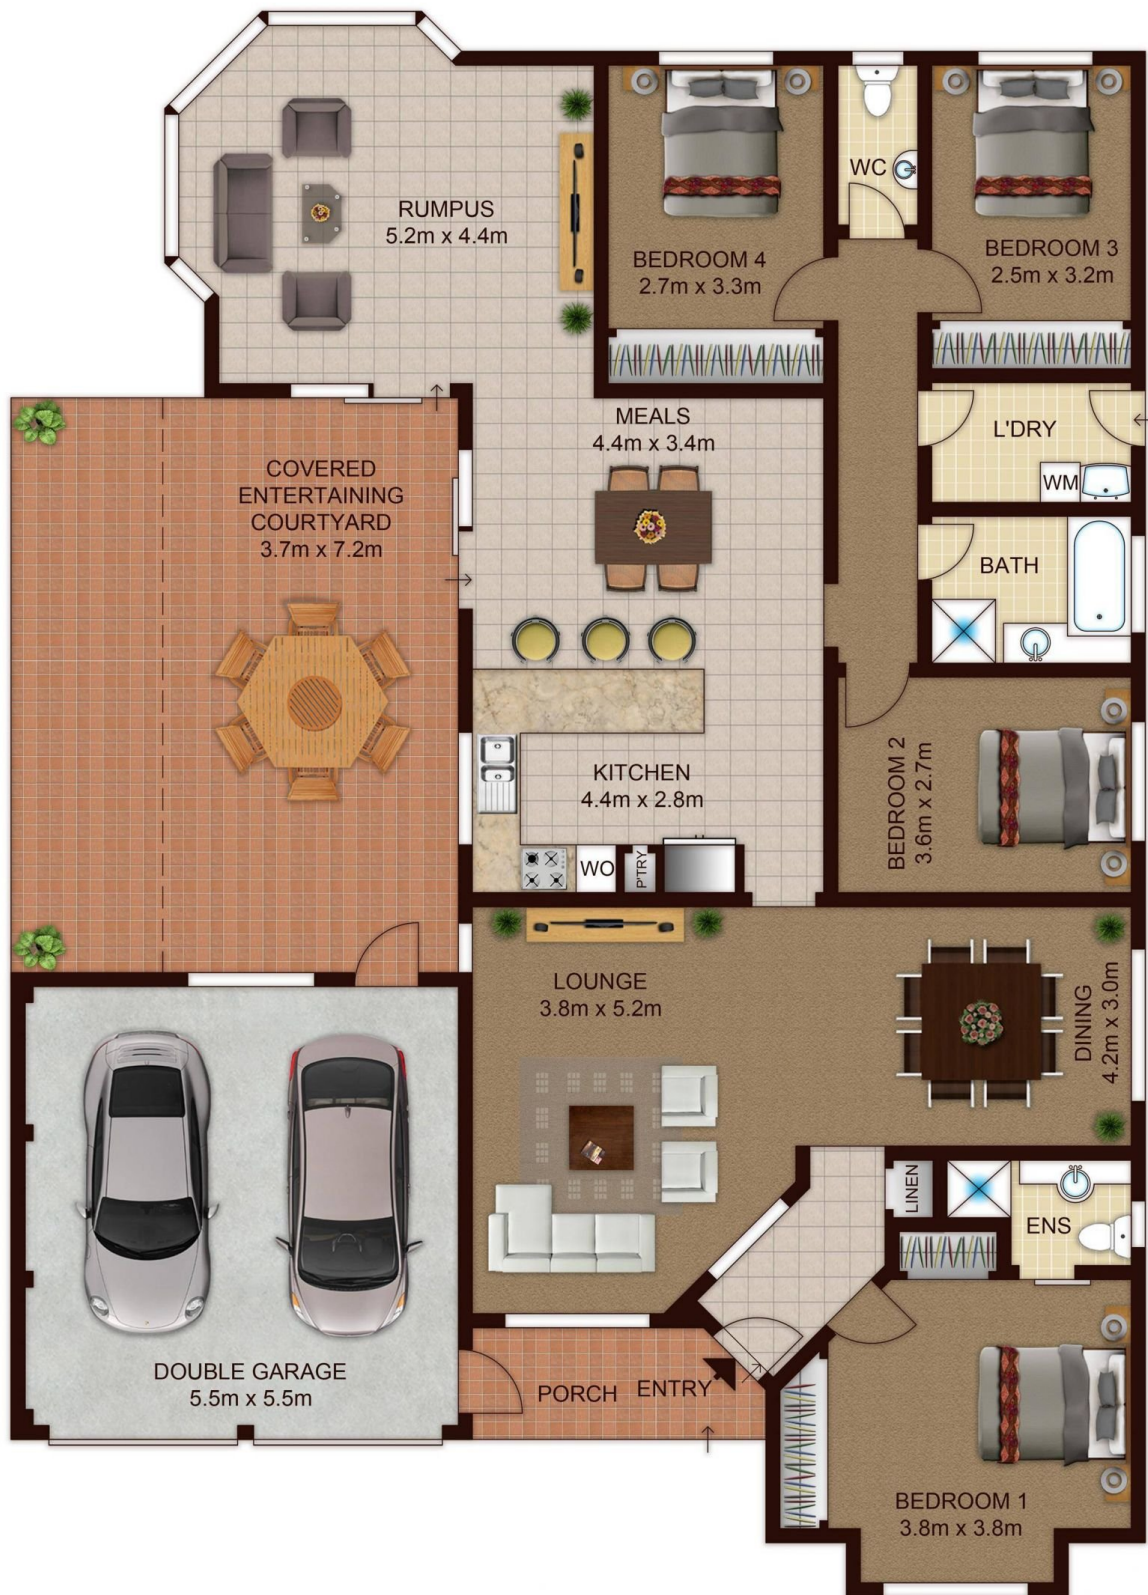 RUMPUS
5.2m x 4.4m
BEDROOM 4
2.7m x 3.3m
WC
BEDROOM 3
2.5m x 3.2m
MEALS
4.4m x 3.4m
L'DRY
WM
COVERED
ENTERTAINING
COURTYARD
3.7m x 7.2m
BATH
KITCHEN
4.4m x 2.8m
BEDROOM 2
3.6m x 2.7m
WO
P'TRY
LOUNGE
3.8m x 5.2m
DINING
4.2m x 3.0m
LINEN
ENS
DOUBLE GARAGE
5.5m x 5.5m
PORCH
ENTRY
BEDROOM 1
3.8m x 3.8m